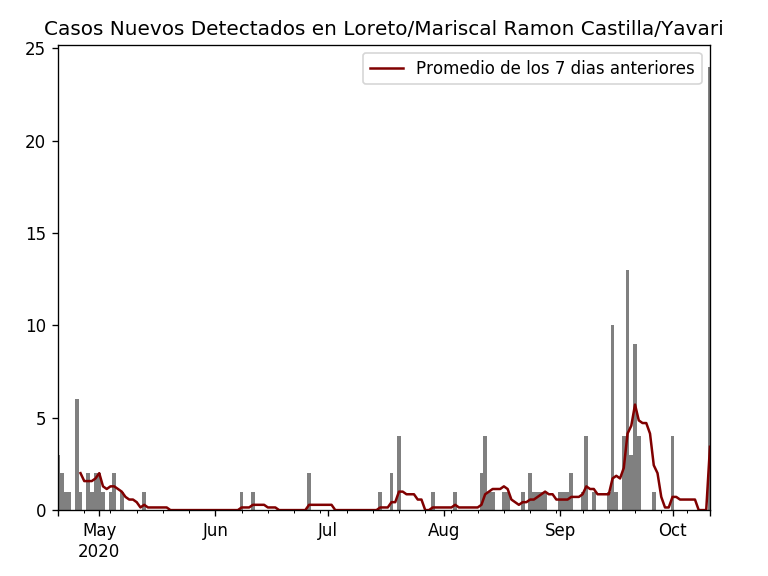 Casos Nuevos Detectados en Loreto/Mariscal Ramon Castilla/Yavari
Promedio de los 7 dias anteriores
25
20
15
10
5
0
May Jun Jul Aug Sep Oct
2020